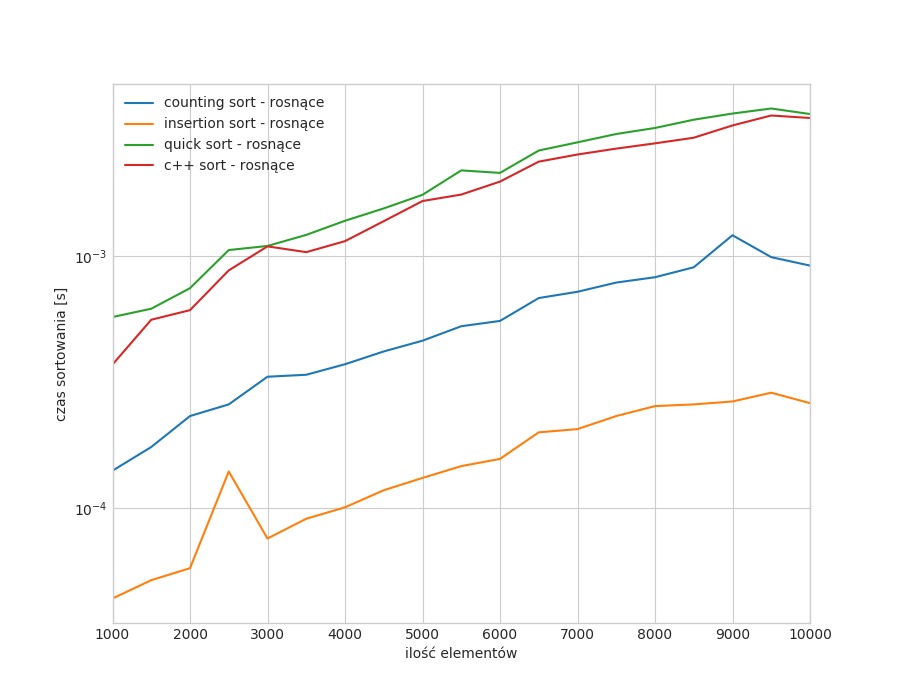 counting sort - rosnące
insertion sort - rosnące
quick sort - rosnące
c++ sort - rosnące
czas sortowania [s]
10⁻³
10⁻⁴
1000 2000 3000 4000 5000 6000 7000 8000 9000 10000
ilość elementów